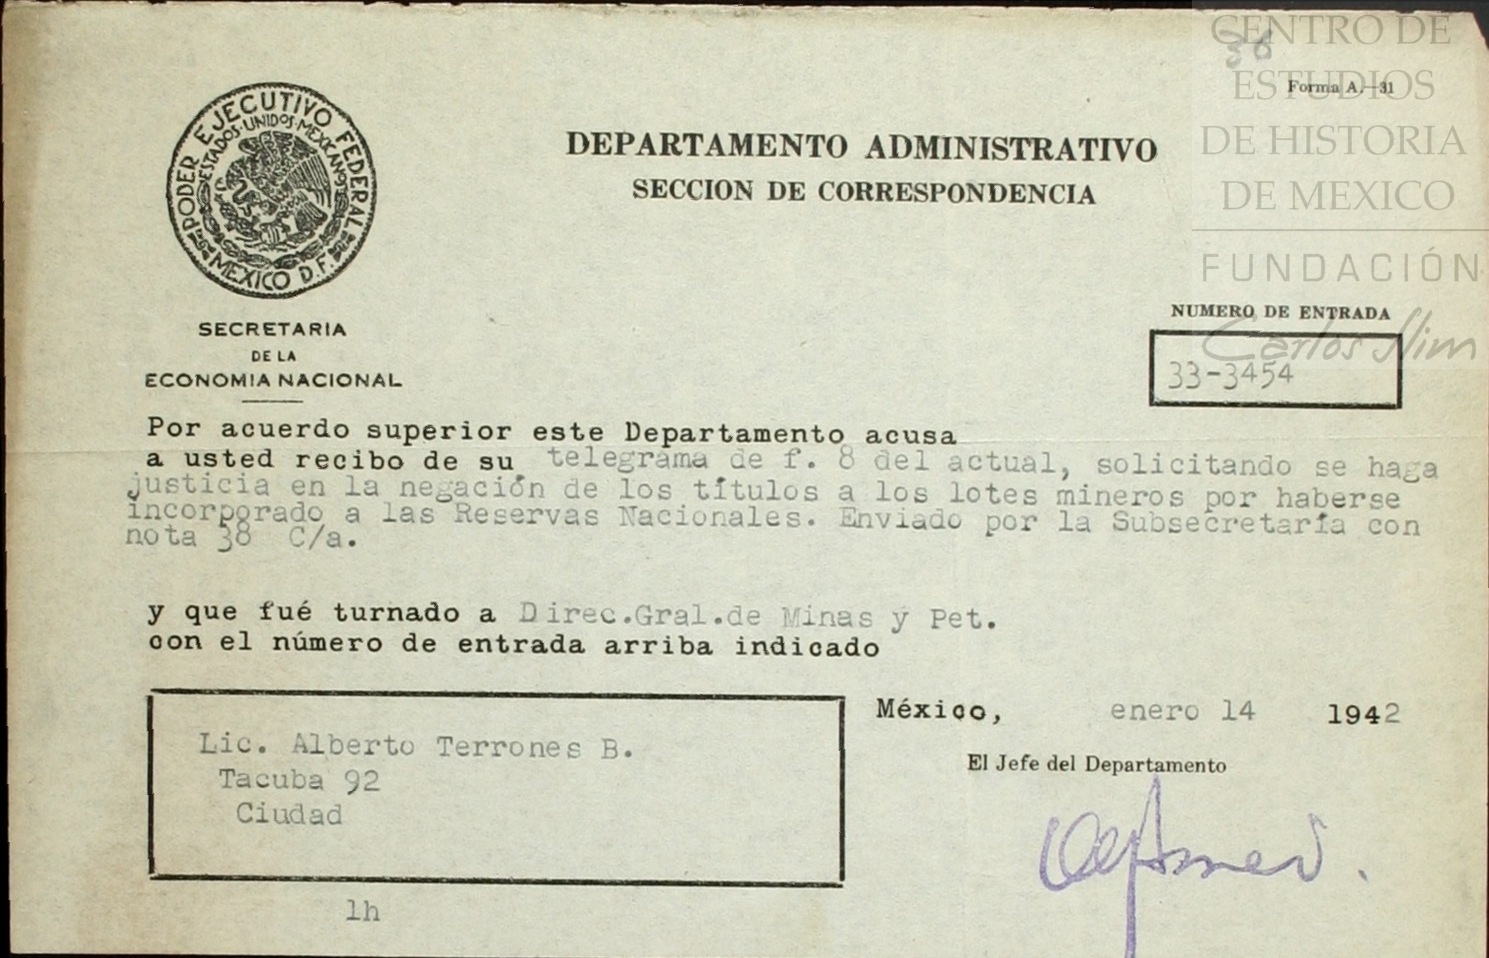 CENTRO DE
ESTUDIOS
DE HISTORIA
DE MEXICO
FUNDACIÓN
Carlos Slim
36
Forma A.—31
PODER EJECUTIVO FEDERAL
ESTADOS UNIDOS MEXICANOS
MEXICO D.F.
DEPARTAMENTO ADMINISTRATIVO
SECCION DE CORRESPONDENCIA
SECRETARIA
DE LA
ECONOMIA NACIONAL
NUMERO DE ENTRADA
33-3454
Por acuerdo superior este Departamento acusa
a usted recibo de su telegrama de f. 8 del actual, solicitando se haga
justicia en la negación de los títulos a los lotes mineros por haberse
incorporado a las Reservas Nacionales. Enviado por la Subsecretaría con
nota 38 C/a.
y que fué turnado a Direc.Gral.de Minas y Pet.
con el número de entrada arriba indicado
Lic. Alberto Terrones B.
Tacuba 92
Ciudad
México, enero 14 1942
El Jefe del Departamento
lh